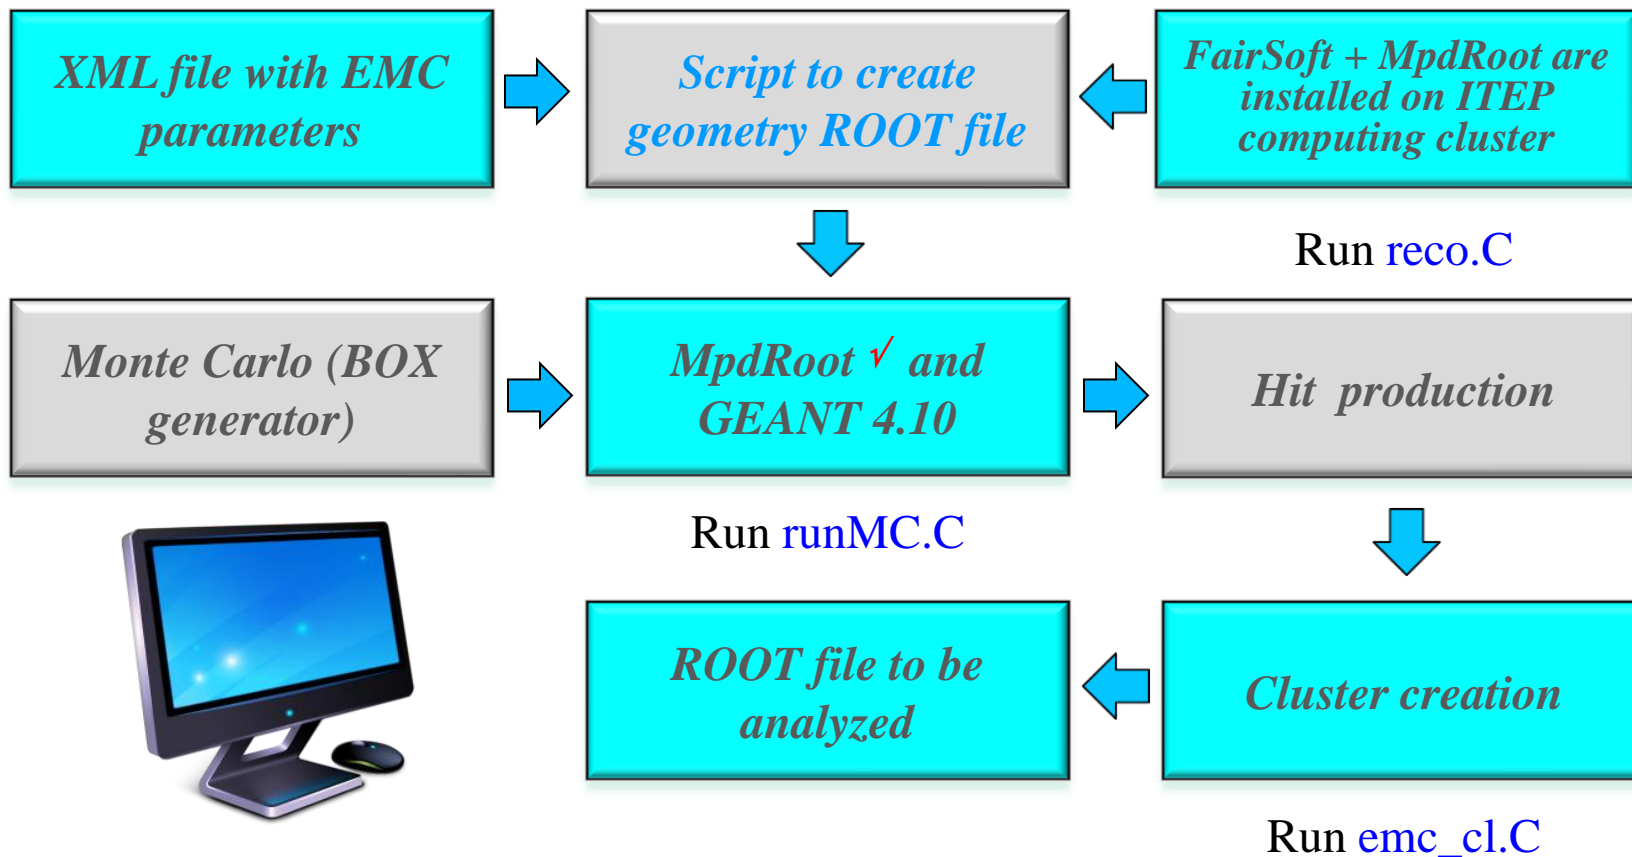 XML file with EMC
parameters
Script to create
geometry ROOT file
FairSoft + MpdRoot are
installed on ITEP
computing cluster
Run reco.C
Monte Carlo (BOX
generator)
MpdRoot √ and
GEANT 4.10
Hit production
Run runMC.C
ROOT file to be
analyzed
Cluster creation
Run emc_cl.C